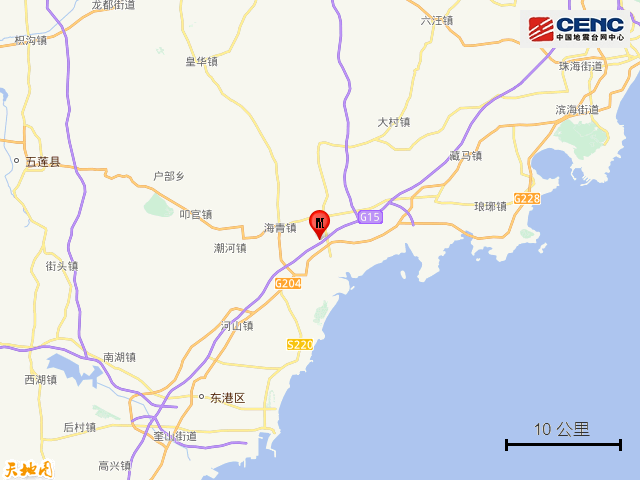 龙都街道
六汪镇
CENC
中国地震台网中心
枳沟镇
皇华镇
珠海街道
滨海街道
大村镇
藏马镇
五莲县
户部乡
G228
琅琊镇
叩官镇
G15
海青镇
M
潮河镇
街头镇
G204
河山镇
S220
南湖镇
西湖镇
东港区
后村镇
奎山街道
10 公里
高兴镇
天地图